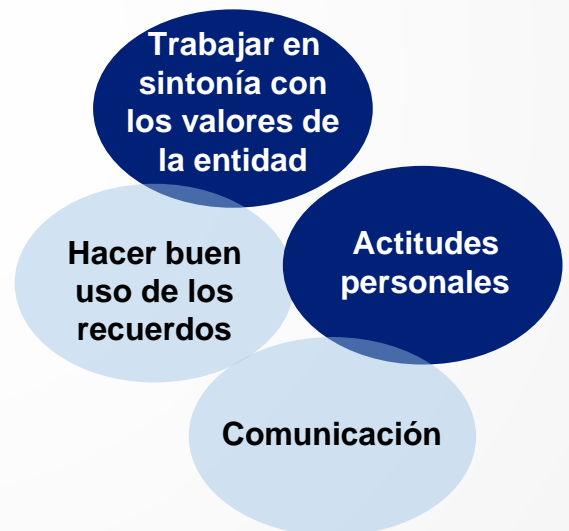 Trabajar en
sintonía con
los valores de
la entidad
Hacer buen
uso de los
recuerdos
Actitudes
personales
Comunicación